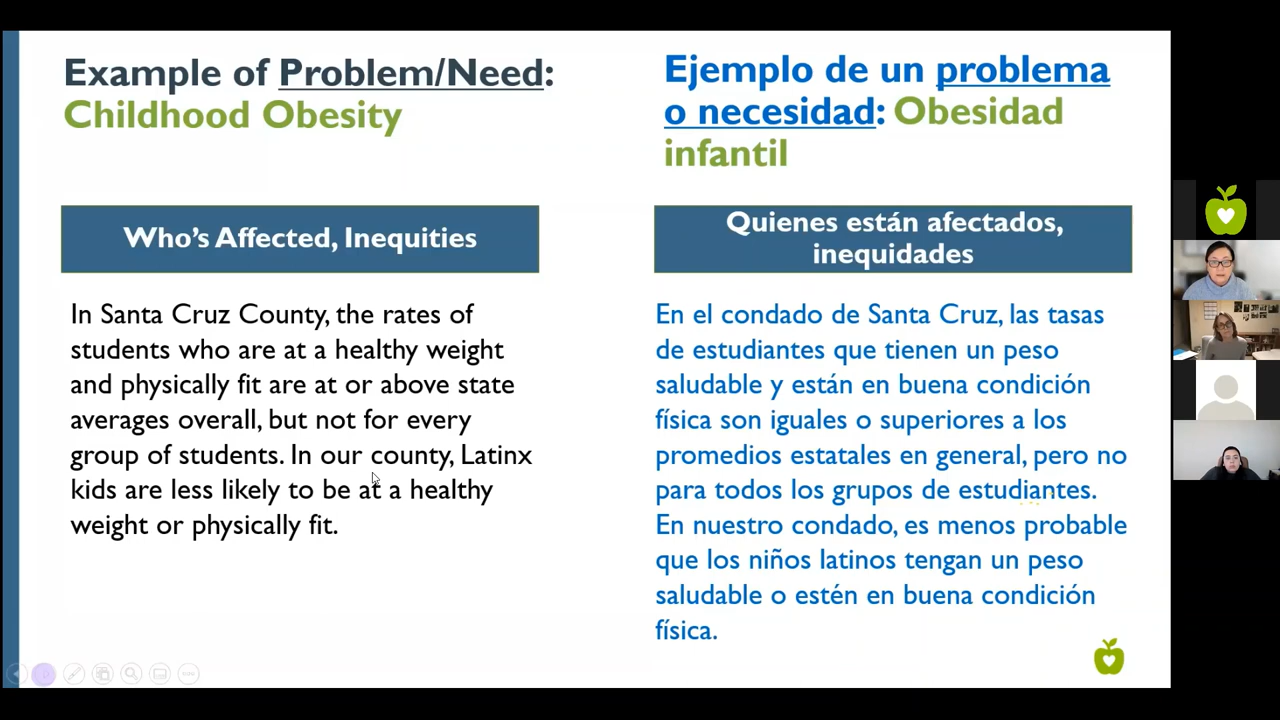 Example of Problem/Need:
Childhood Obesity
Who's Affected, Inequities
In Santa Cruz County, the rates of
students who are at a healthy weight
and physically fit are at or above state
averages overall, but not for every
group of students. In our county, Latinx
kids are less likely to be at a healthy
weight or physically fit.
Ejemplo de un problema
o necesidad: Obesidad
infantil
Quienes están afectados,
inequidades
En el condado de Santa Cruz, las tasas
de estudiantes que tienen un peso
saludable y están en buena condición
física son iguales o superiores a los
promedios estatales en general, pero no
para todos los grupos de estudiantes.
En nuestro condado, es menos probable
que los niños latinos tengan un peso
saludable o estén en buena condición
física.